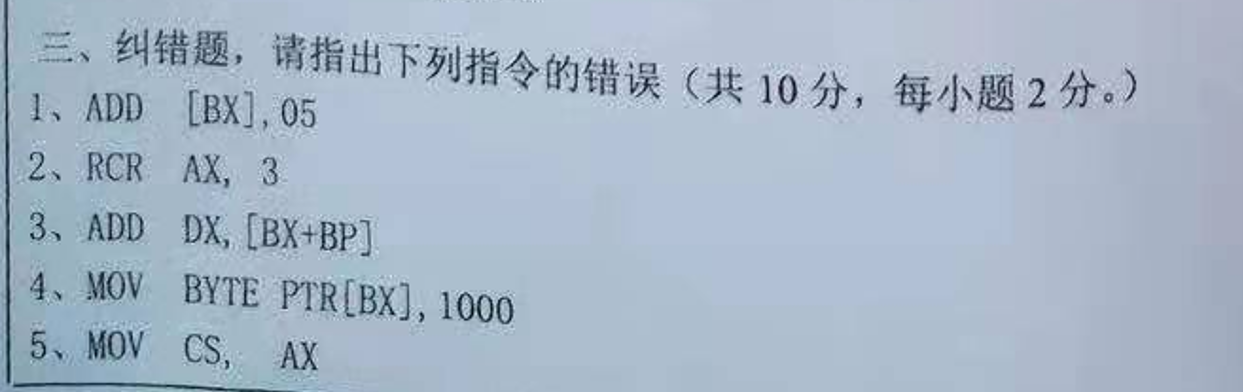 三、纠错题，请指出下列指令的错误（共 10 分，每小题 2 分。）
1、ADD [BX],05
2、RCR AX, 3
3、ADD DX,[BX+BP]
4、MOV BYTE PTR[BX],1000
5、MOV CS, AX